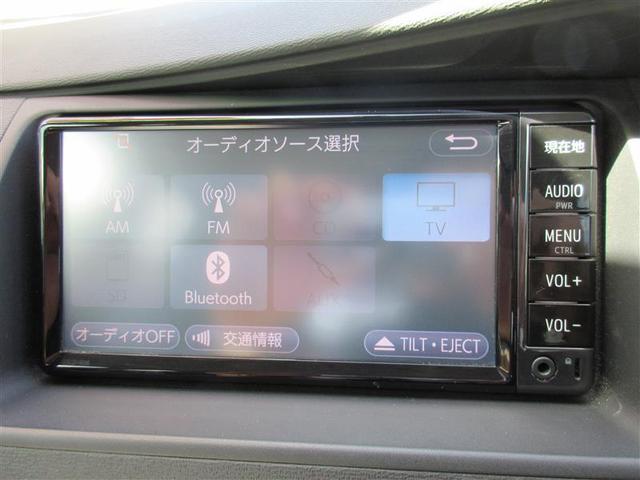 オーディオソース選択
現在地
AM
FM
CD
TV
AUDIO
PWR
MENU
CTRL
SD
Bluetooth
AUX
VOL+
VOL-
オーディオOFF
交通情報
TILT・EJECT